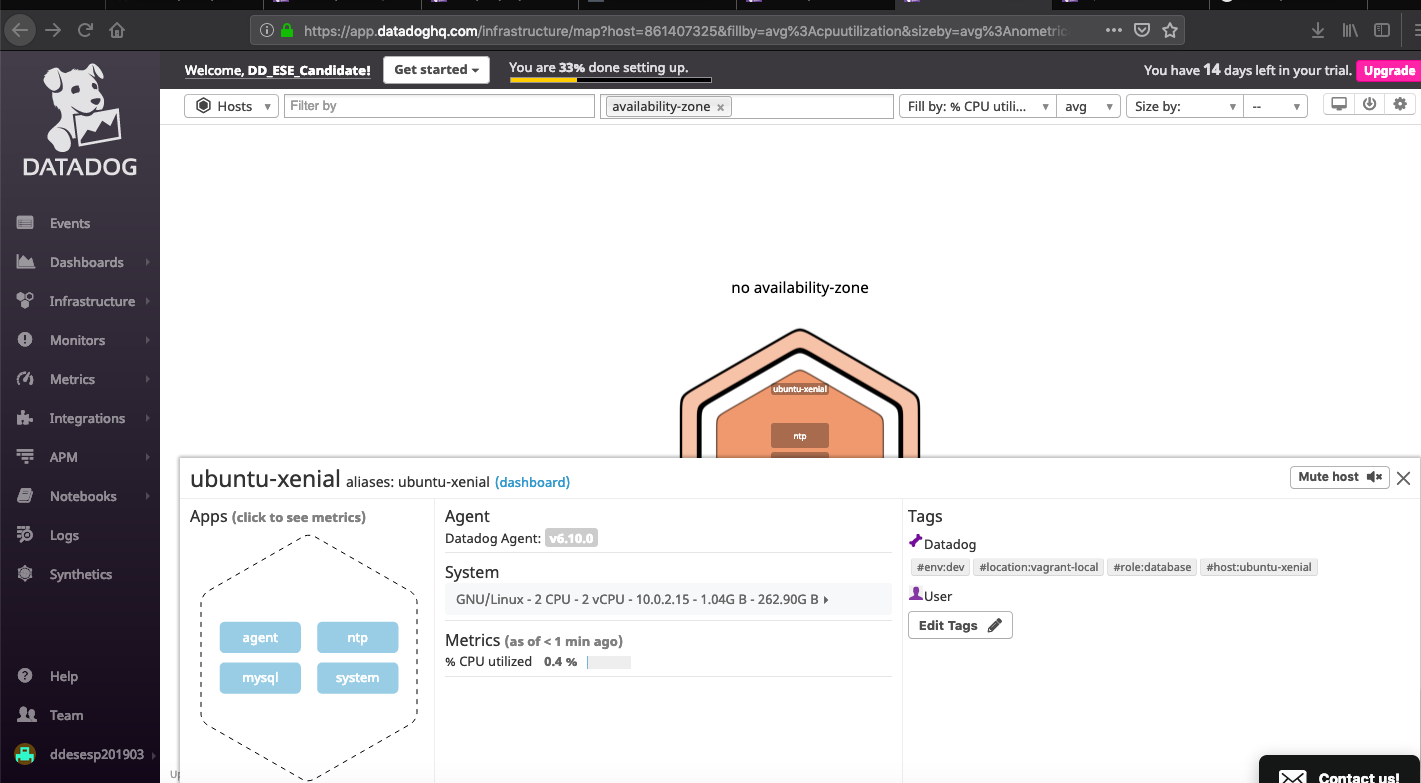 https://app.datadoghq.com/infrastructure/map?host=861407325&fillby=avg%3Acpuutilization&sizeby=avg%3Anometric
DATADOG
Events
Dashboards
Infrastructure
Monitors
Metrics
Integrations
APM
Notebooks
Logs
Synthetics
Help
Team
ddesesp201903
Welcome, DD_ESE_Candidate!
Get started
You are 33% done setting up.
You have 14 days left in your trial.
Upgrade
Hosts
Filter by
availability-zone ×
Fill by: % CPU utili...
avg
Size by:
--
no availability-zone
ubuntu-xenial
ntp
ubuntu-xenial aliases: ubuntu-xenial (dashboard)
Mute host
Apps (click to see metrics)
agent
ntp
mysql
system
Agent
Datadog Agent: v6.10.0
System
GNU/Linux - 2 CPU - 2 vCPU - 10.0.2.15 - 1.04G B - 262.90G B
Metrics (as of < 1 min ago)
% CPU utilized 0.4 %
Tags
Datadog
#env:dev #location:vagrant-local #role:database #host:ubuntu-xenial
User
Edit Tags
Contact us!